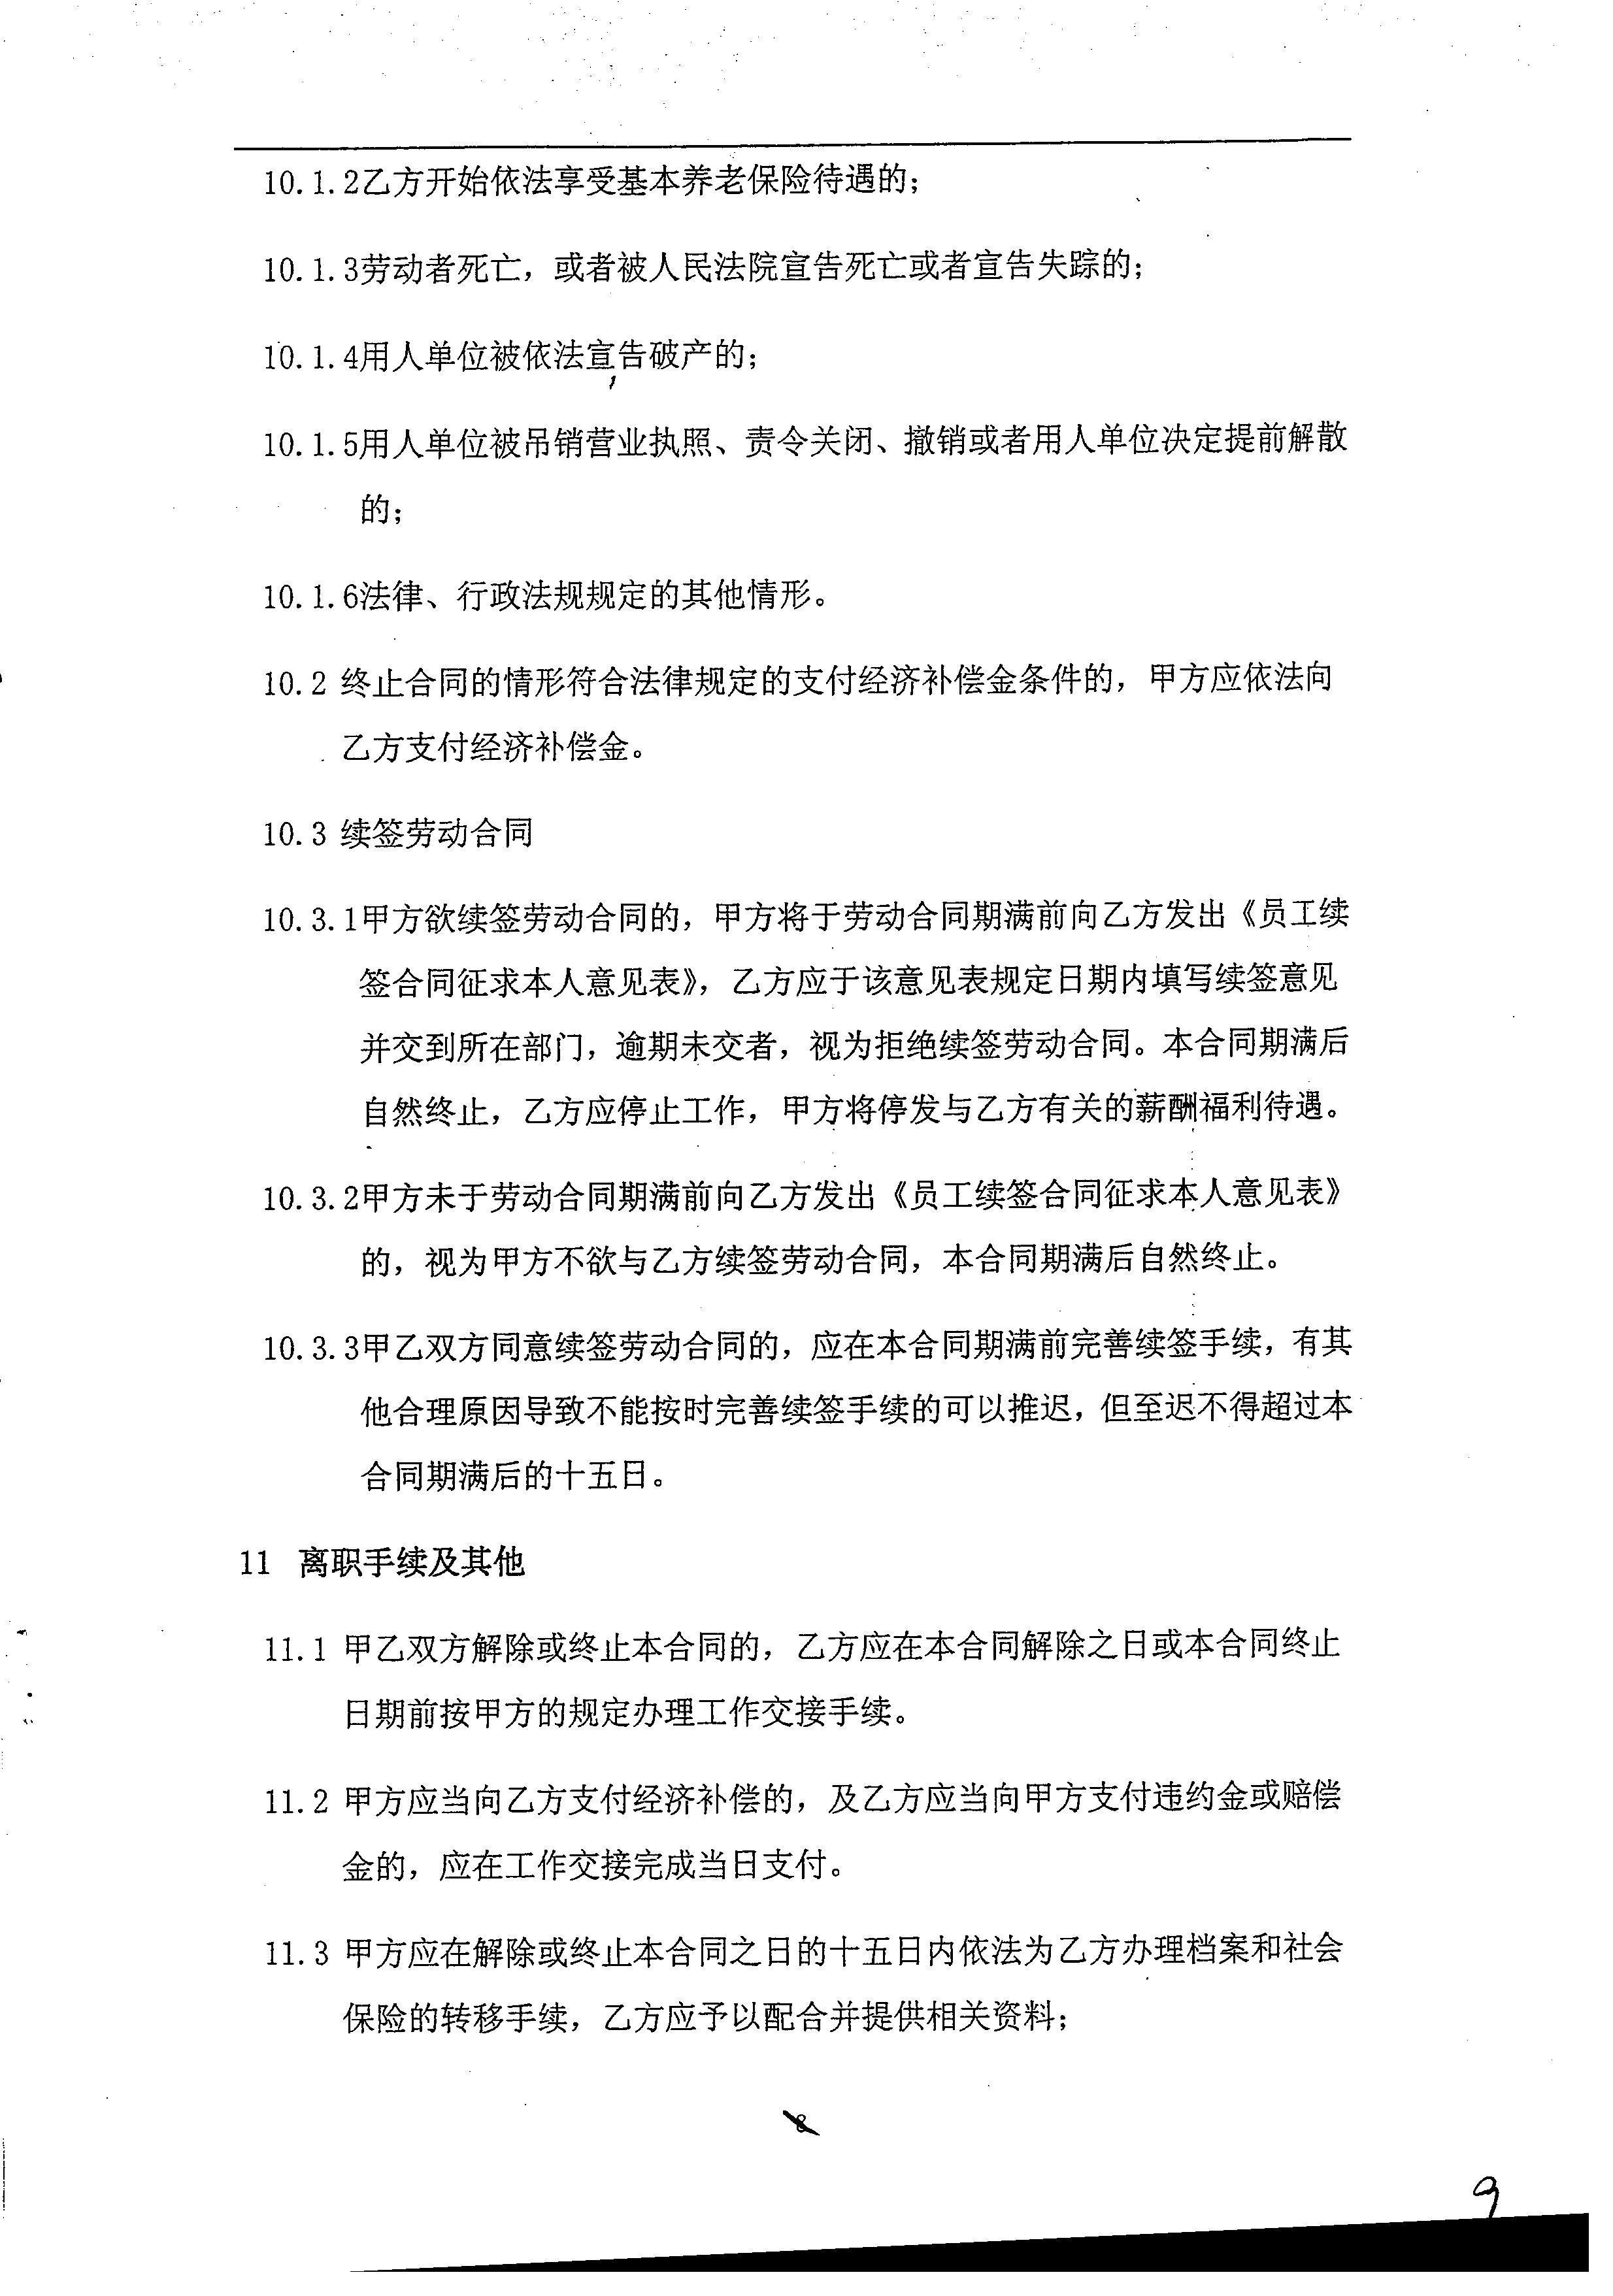 10.1.2乙方开始依法享受基本养老保险待遇的；
10.1.3劳动者死亡，或者被人民法院宣告死亡或者宣告失踪的；
10.1.4用人单位被依法宣告破产的；
10.1.5用人单位被吊销营业执照、责令关闭、撤销或者用人单位决定提前解散
的；
10.1.6法律、行政法规规定的其他情形。
10.2 终止合同的情形符合法律规定的支付经济补偿金条件的，甲方应依法向
乙方支付经济补偿金。
10.3 续签劳动合同
10.3.1甲方欲续签劳动合同的，甲方将于劳动合同期满前向乙方发出《员工续
签合同征求本人意见表》，乙方应于该意见表规定日期内填写续签意见
并交到所在部门，逾期未交者，视为拒绝续签劳动合同。本合同期满后
自然终止，乙方应停止工作，甲方将停发与乙方有关的薪酬福利待遇。
10.3.2甲方未于劳动合同期满前向乙方发出《员工续签合同征求本人意见表》
的，视为甲方不欲与乙方续签劳动合同，本合同期满后自然终止。
10.3.3甲乙双方同意续签劳动合同的，应在本合同期满前完善续签手续，有其
他合理原因导致不能按时完善续签手续的可以推迟，但至迟不得超过本
合同期满后的十五日。
11 离职手续及其他
11.1 甲乙双方解除或终止本合同的，乙方应在本合同解除之日或本合同终止
日期前按甲方的规定办理工作交接手续。
11.2 甲方应当向乙方支付经济补偿的，及乙方应当向甲方支付违约金或赔偿
金的，应在工作交接完成当日支付。
11.3 甲方应在解除或终止本合同之日的十五日内依法为乙方办理档案和社会
保险的转移手续，乙方应予以配合并提供相关资料；
8
9